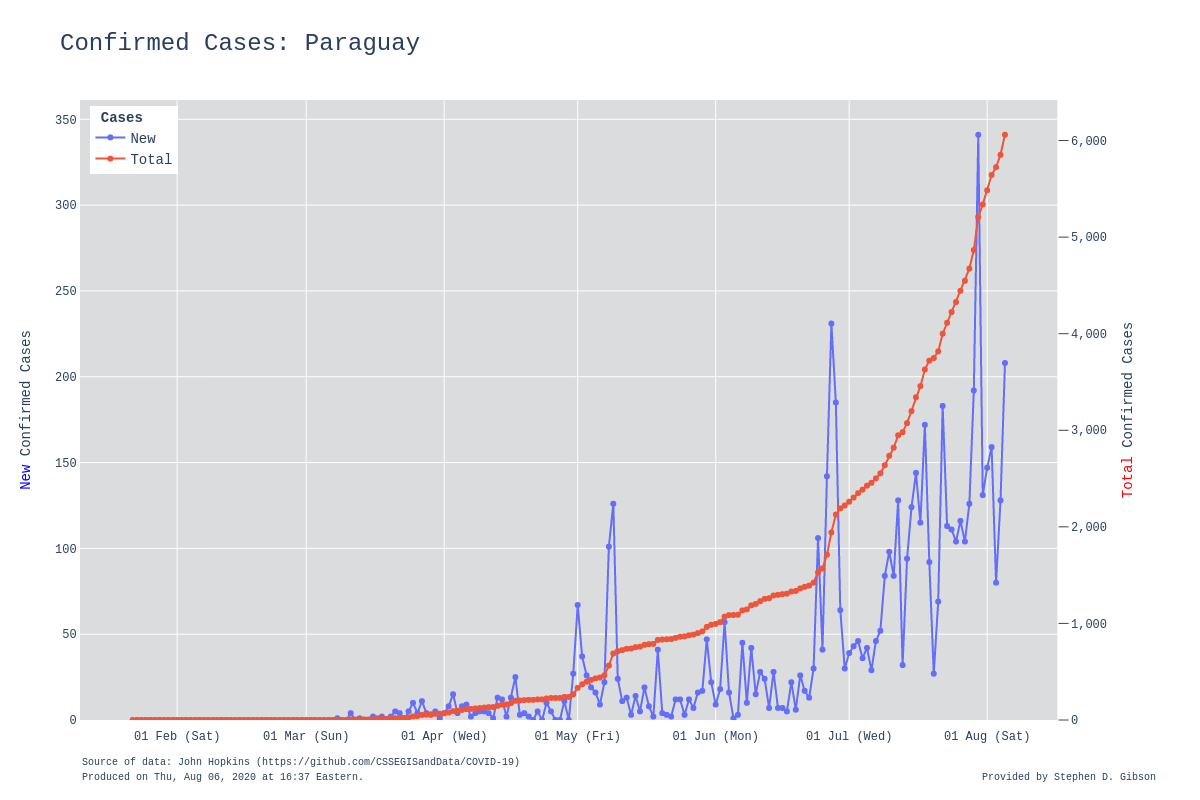 Confirmed Cases: Paraguay
Cases
New
Total
350
300
250
200
150
100
50
0
6,000
5,000
4,000
3,000
2,000
1,000
0
New Confirmed Cases
Total Confirmed Cases
01 Feb (Sat) 01 Mar (Sun) 01 Apr (Wed) 01 May (Fri) 01 Jun (Mon) 01 Jul (Wed) 01 Aug (Sat)
Source of data: John Hopkins (https://github.com/CSSEGISandData/COVID-19)
Produced on Thu, Aug 06, 2020 at 16:37 Eastern.
Provided by Stephen D. Gibson